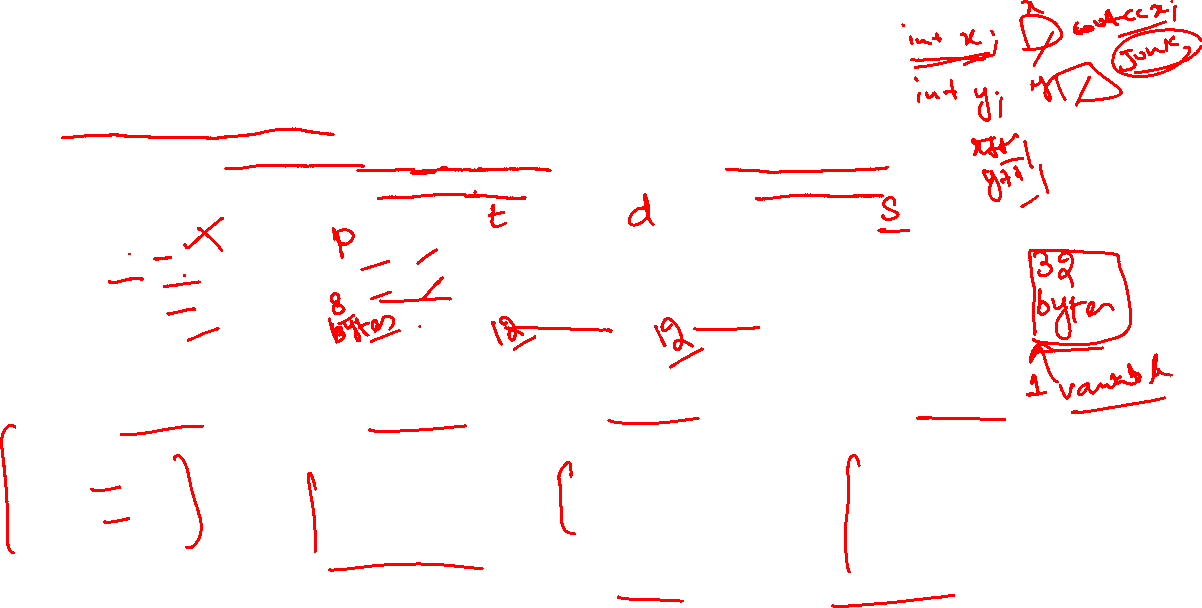 int x; x cout<<x;
Junk
int y; y
x++;
y++;
t d S
P
8
bytes
12 12
32
bytes
1 variable